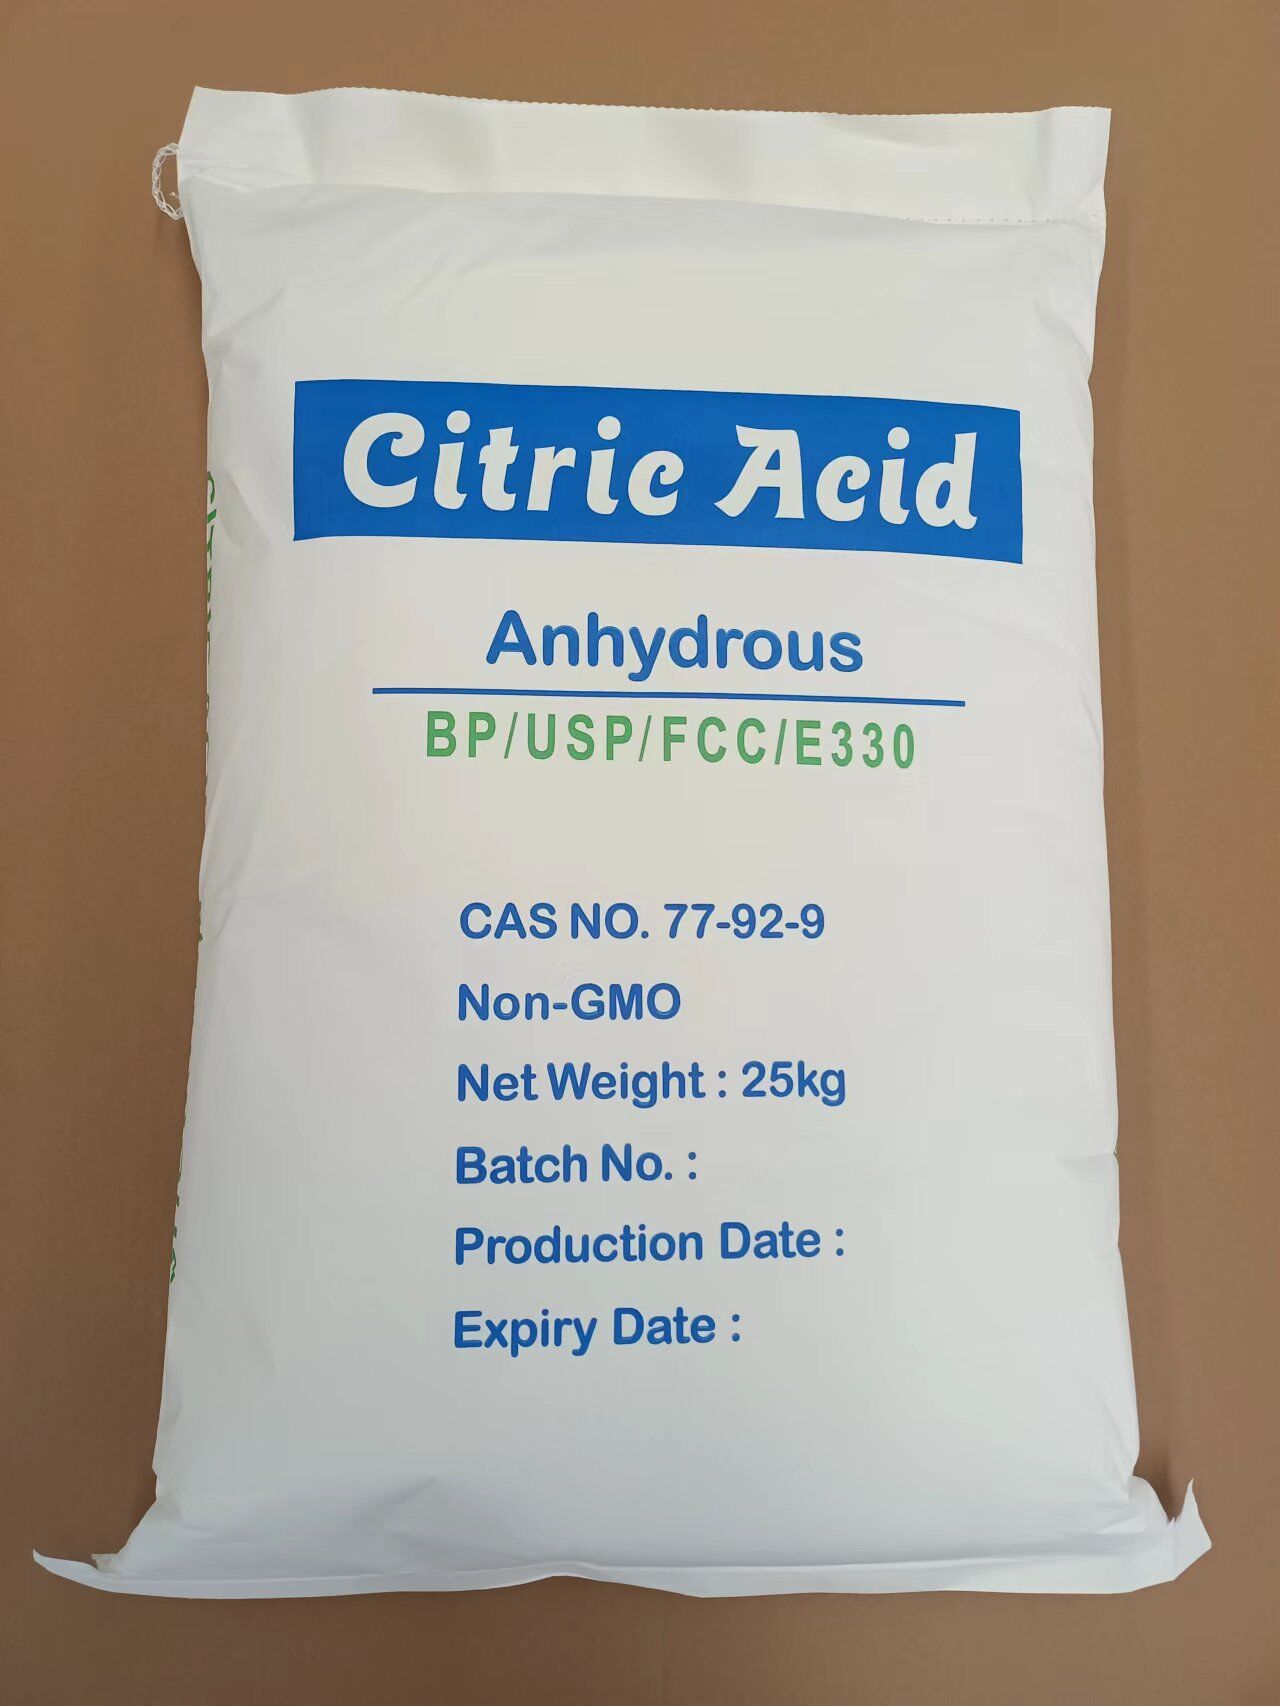 Citric Acid
Anhydrous
BP/USP/FCC/E330
CAS NO. 77-92-9
Non-GMO
Net Weight : 25kg
Batch No. :
Production Date :
Expiry Date :